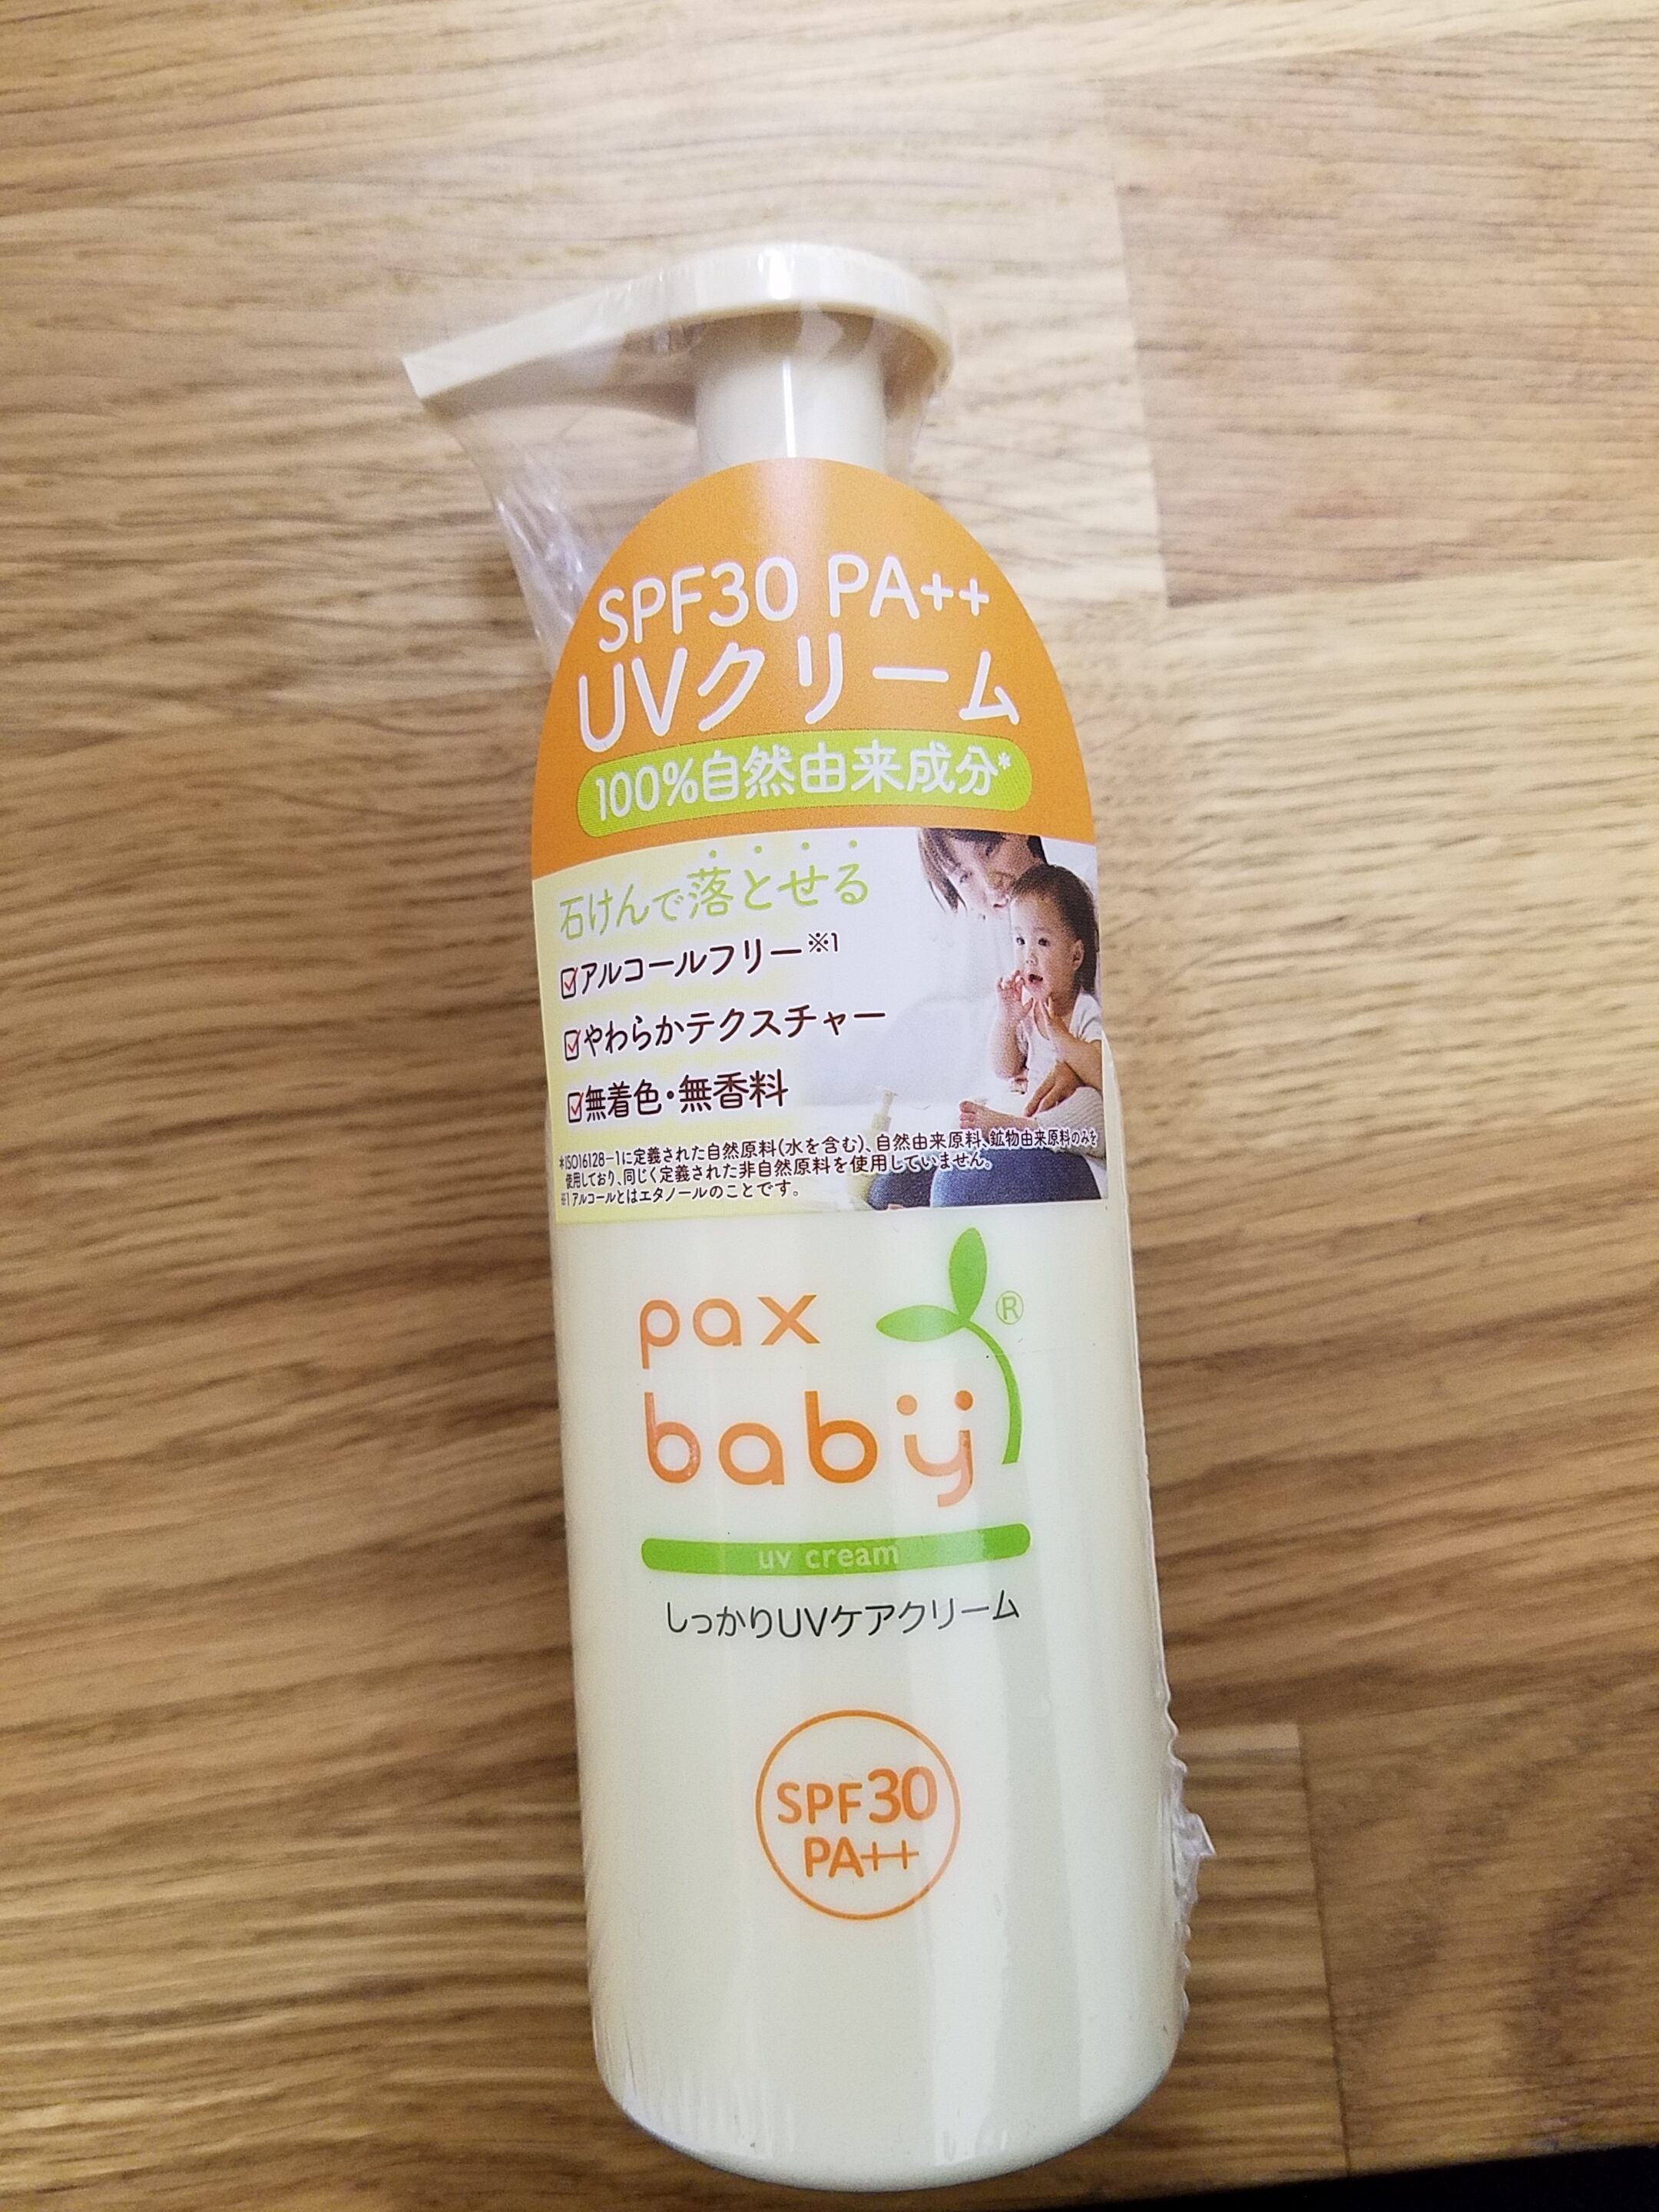 SPF30 PA++
UVクリーム
100%自然由来成分*
石けんで落とせる
アルコールフリー※1
やわらかテクスチャー
無着色・無香料
*ISO16128-1に定義された自然原料(水を含む)、自然由来原料、鉱物由来原料のみを
使用しており、同じく定義された非自然原料を使用していません。
※1 アルコールとはエタノールのことです。
pax
baby
®
uv cream
しっかりUVケアクリーム
SPF30
PA++